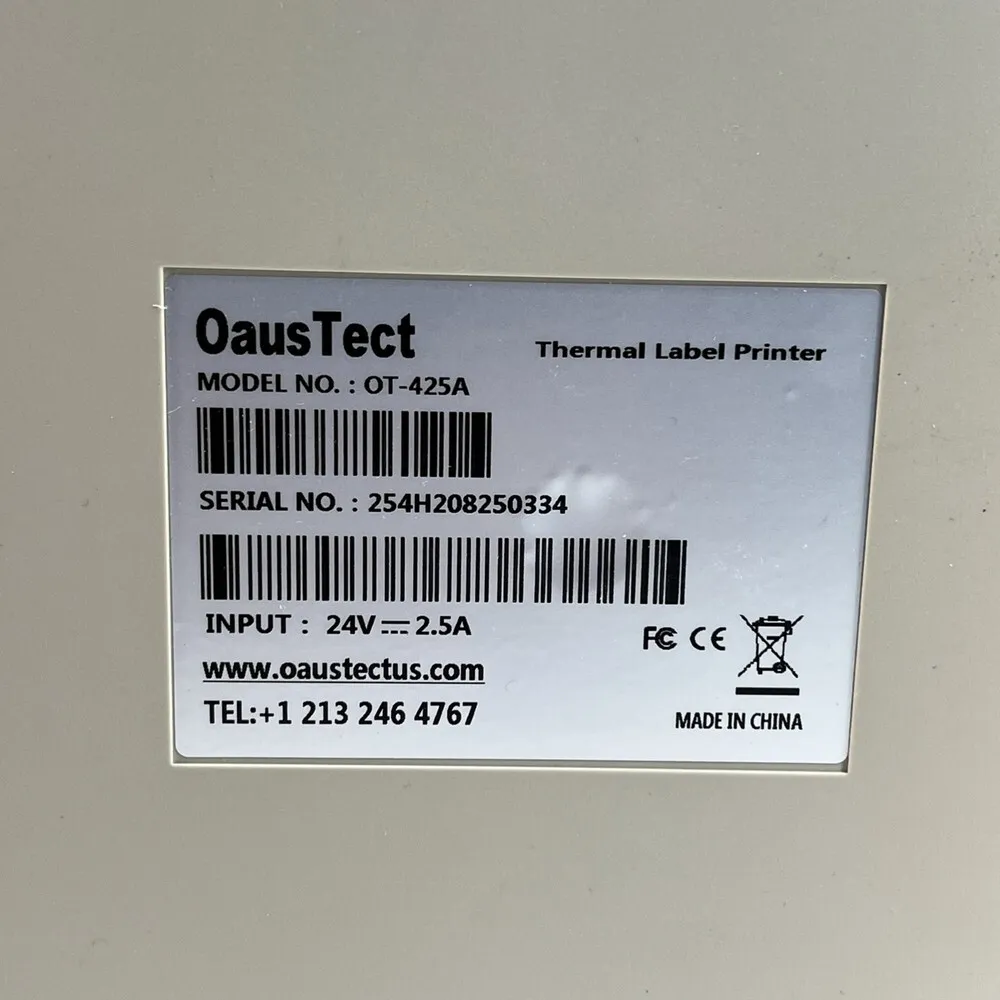 OausTect
Thermal Label Printer
MODEL NO. : OT-425A
SERIAL NO. : 254H208250334
INPUT : 24V⎓2.5A
FC CE
www.oaustectus.com
TEL:+1 213 246 4767
MADE IN CHINA